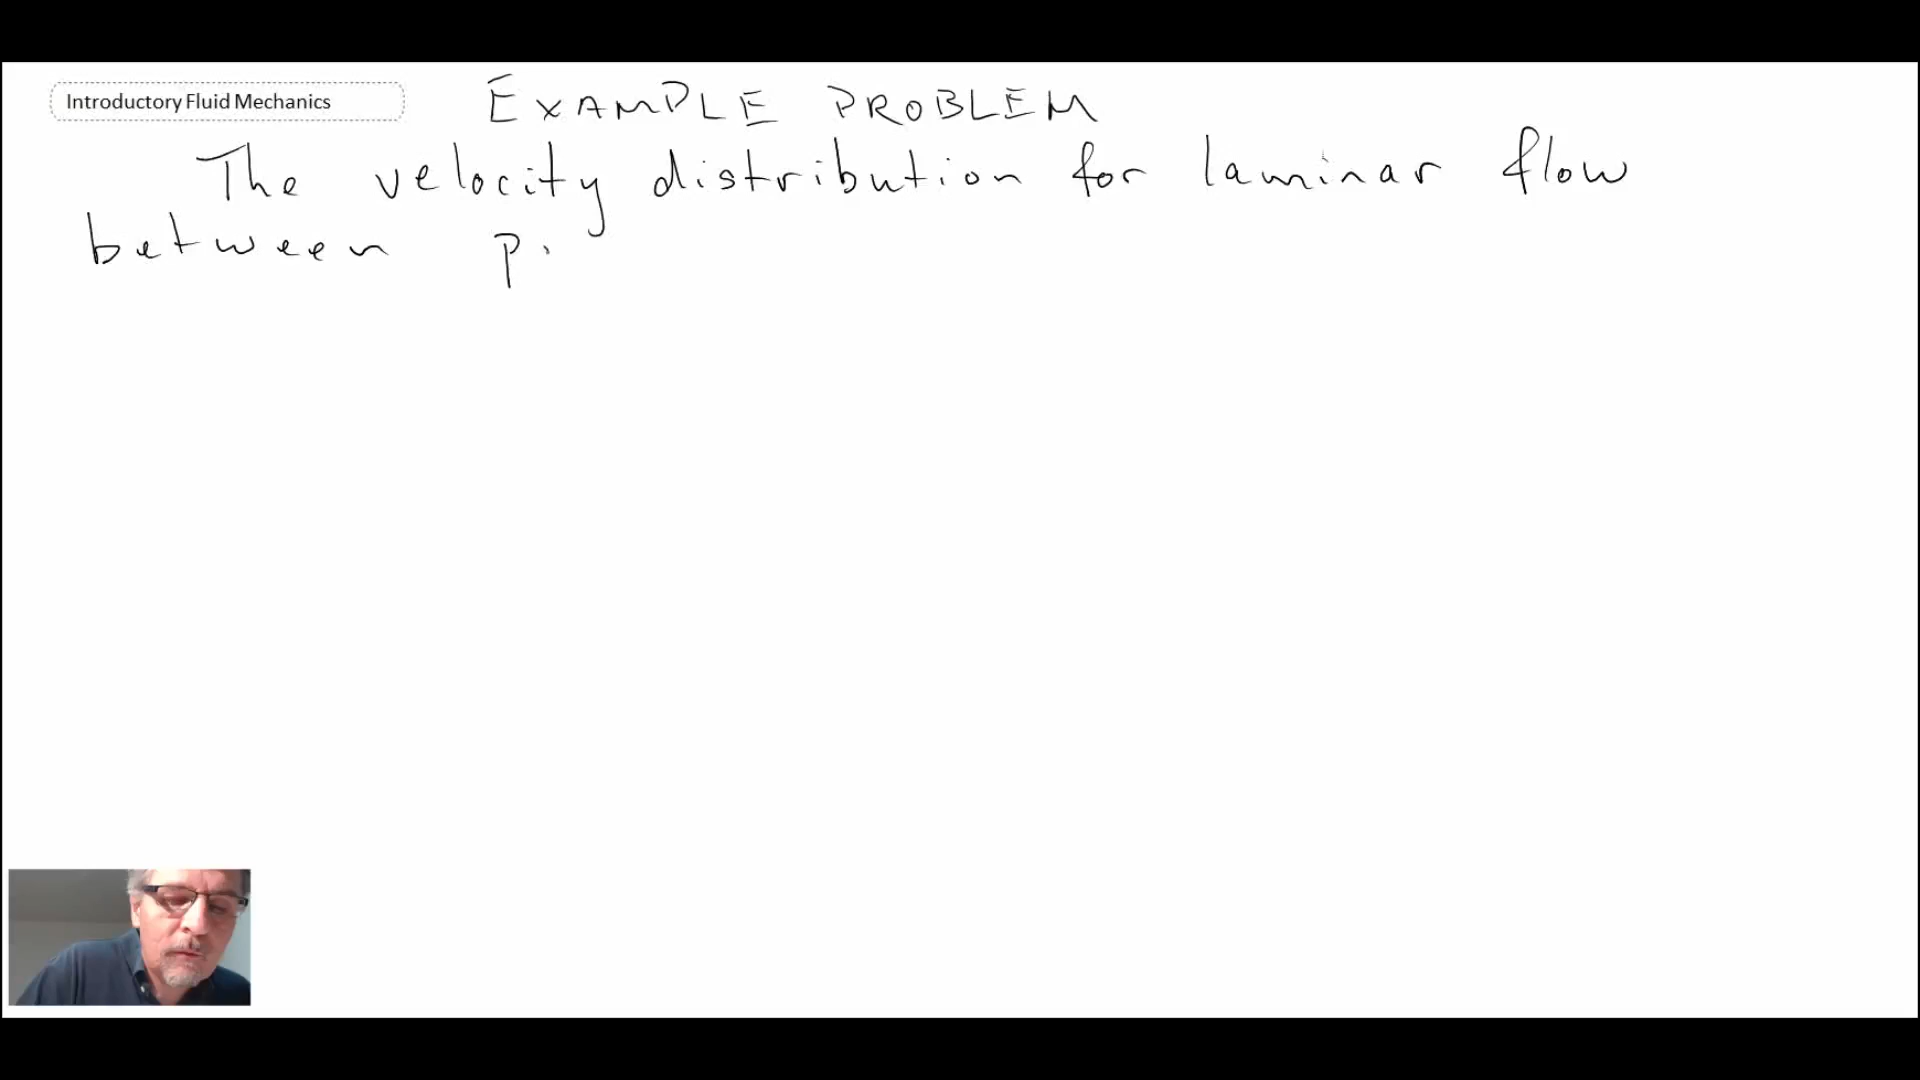 Introductory Fluid Mechanics
EXAMPLE PROBLEM
The velocity distribution for laminar flow
between p